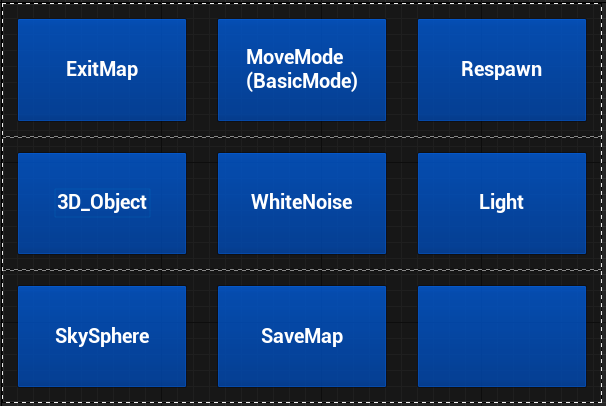 ExitMap
MoveMode
(BasicMode)
Respawn
3D_Object
WhiteNoise
Light
SkySphere
SaveMap